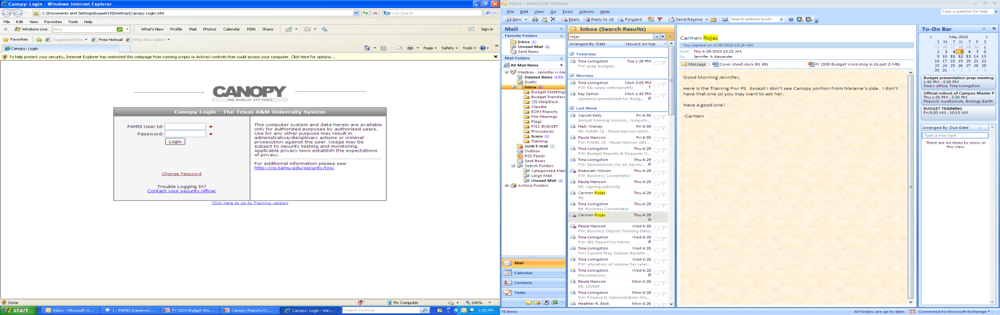 Canopy: Login - Windows Internet Explorer
C:\Documents and Settings\kujaa015\Desktop\Canopy Login.mht
Live Search
File Edit View Favorites Tools Help
Windows Live Bing What's New Profile Mail Photos Calendar MSN Share Sign in
Favorites Suggested Sites Free Hotmail Web Slice Gallery
Canopy: Login Page Safety Tools
To help protect your security, Internet Explorer has restricted this webpage from running scripts or ActiveX controls that could access your computer. Click here for options...
CANOPY
WEB ENABLED BPP/FAMIS
Canopy Login - The Texas A&M University System
FAMIS User Id:
Password:
Login
Change Password
Trouble Logging In?
Contact your security officer
This computer system and data herein are available
only for authorized purposes by authorized users.
Use for any other purpose may result in
administrative/disciplinary actions or criminal
prosecution against the user. Usage may be
subject to security testing and monitoring.
Applicable privacy laws establish the expectations
of privacy.
For additional information please see:
http://cis.tamu.edu/security/tos/
Click here to go to Training version
Done My Computer 100%
start Inbox - Microsoft O... 1 - FAMIS (tammvs1... FY 2010 Budget Wo... Canopy Reports [C... Canopy: Login - Win... Search Desktop 1:05 PM
Inbox - Microsoft Outlook
File Edit View Go Tools Actions Help Type a question for help
New Reply Reply to All Forward Send/Receive Search address books
Mail
Favorite Folders
Inbox (1)
Unread Mail (2)
Sent Items
Mail Folders
All Mail Items
Mailbox - Jennifer A Ale
Deleted Items (133)
Drafts
Inbox (1)
Budget Meetings
Budget Transfers
CIS/HelpDesk
Claudia
EOM Reports
Fee Hearings
Flags
FY11 BUDGET
Procudures
Scans (1)
Training
Junk E-mail [2]
Outbox
RSS Feeds
Sent Items
Search Folders
Categorized Mail
Large Mail
Unread Mail (2)
Archive Folders
Mail
Calendar
Contacts
Tasks
Inbox (Search Results)
rojas
Arranged By: Date Newest on top
Yesterday
Tina Livingston Tue 1:29 PM
FW: prep budgets
Monday
Tina Livingston Mon 3:05 PM
FW: My salary with benefits
Kay Senior Mon 1:45 PM
Updated spreadsheet for Budg...
Last Week
Carroll Kelly Fri 4/30
annual training sessions, compute...
Hall, Wendy Fri 4/30
RE: FAMIS CE - Paula Hanson (2...
Paula Hanson Fri 4/30
FW: FAMIS CE - Paula Hanson (201...
Tina Livingston Thu 4/29
FW: Budget Reports & Requests Tr...
Tina Livingston Thu 4/29
FW: Spreadsheets for all classes...
Deborah Wilson Thu 4/29
FW: Business Coordinator
Paula Hanson Thu 4/29
RE: signing authority
Carmen Rojas Thu 4/29
RE:
Tina Livingston Thu 4/29
RE: Business Coordinator
Carmen Rojas Thu 4/29
Paula Hanson Wed 4/28
FW: Business Objects Training Dates
Tina Livingston Wed 4/28
FW: 061 Report for March
Tina Livingston Wed 4/28
FW: Current Prep Salaries Benefit ...
Tina Livingston Wed 4/28
FW: allocation of summer fac salar...
Tina Livingston Wed 4/28
Presentations
Paula Hanson Mon 4/26
RE: 132989
Tina Livingston Mon 4/26
FW: Finance & Administration Wo...
Heather R. Elsik Mon 4/26
Carmen Rojas
You replied on 4/29/2010 10:24 AM.
Sent: Thu 4/29/2010 10:23 AM
To: Jennifer A Alexander
Message Cover sheet.docx (91 KB) FY 2009 Budget Workshop 4-24.ppt (3 MB)
Good Morning Jennifer,
Here is the Training Pwr Pt. Except I don't see Canopy portion from Melanie's side. I don't
have that one so you may want to ask her.
Have a good one!
-Carmen
To-Do Bar
May 2010
S M T W T F S
25 26 27 28 29 30 1
2 3 4 5 6 7 8
9 10 11 12 13 14 15
16 17 18 19 20 21 22
23 24 25 26 27 28 29
30 31 1 2 3 4 5
Budget presentation prep meeting
1:30 PM - 3:30 PM
Tina's office; Tina Livingston
Official rollout of Campus Master P
Thu 1:30 PM - 3:30 PM
Peacock Auditorium, Biology-Earth
BUDGET TRAINING
Fri 8:30 AM - 10:15 AM
Arranged By: Due Date
Type a new task
There are no items to show in
this view.
78 Items All folders are up to date. Connected to Microsoft Exchange